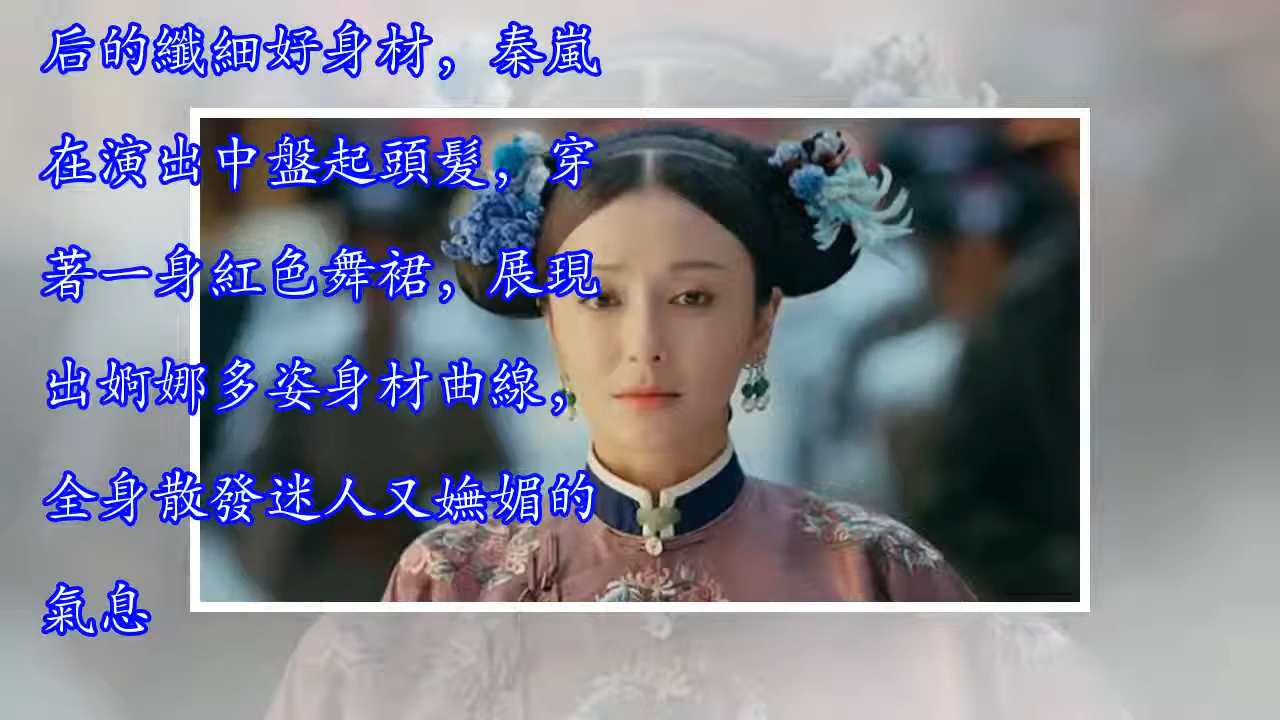 后的纖細好身材，秦嵐
在演出中盤起頭髮，穿
著一身紅色舞裙，展現
出婀娜多姿身材曲線，
全身散發迷人又嫵媚的
氣息